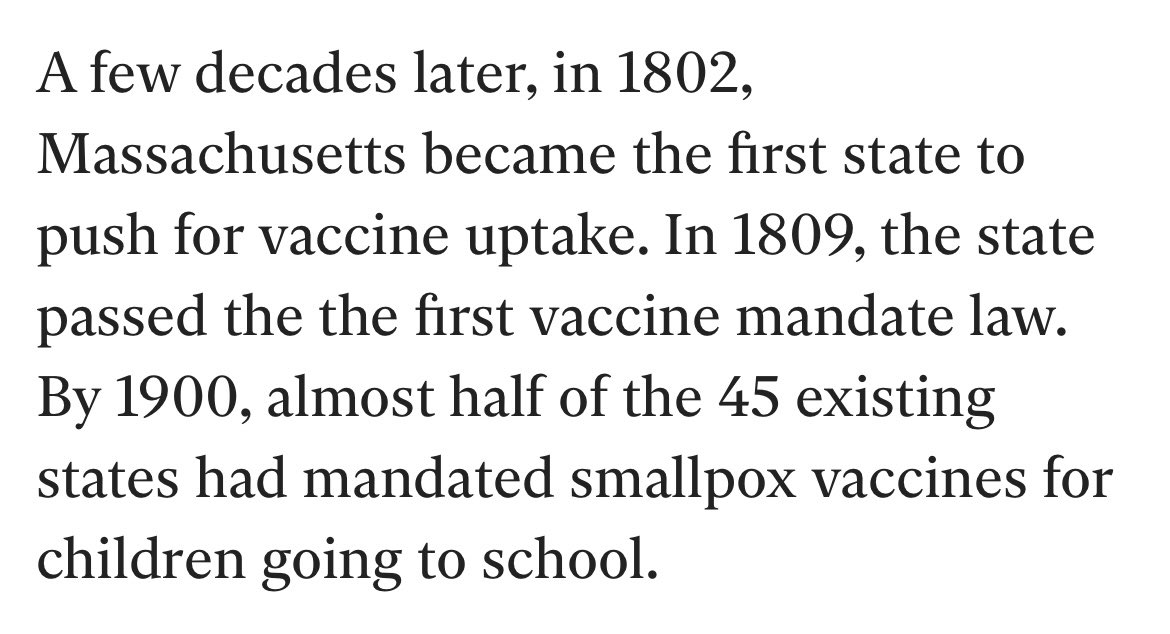 A few decades later, in 1802,
Massachusetts became the first state to
push for vaccine uptake. In 1809, the state
passed the the first vaccine mandate law.
By 1900, almost half of the 45 existing
states had mandated smallpox vaccines for
children going to school.